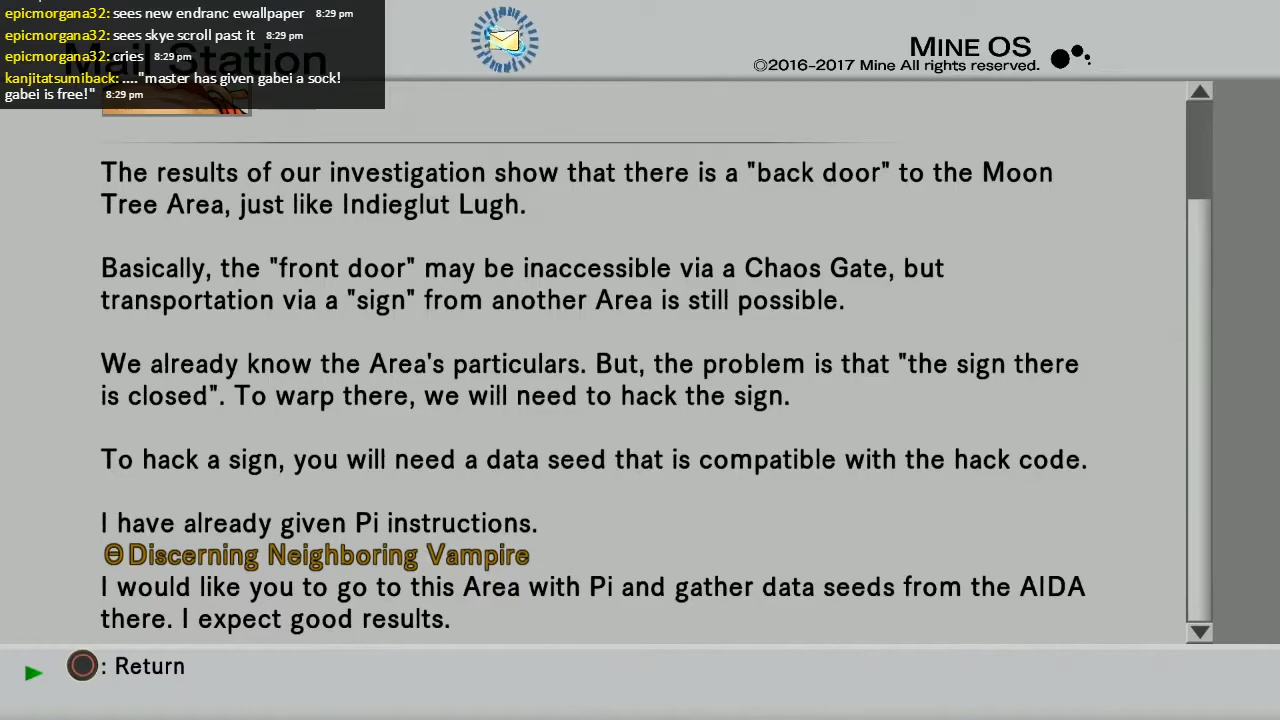 epicmorgana32: sees new endranc ewallpaper 8:29 pm
epicmorgana32: sees skye scroll past it 8:29 pm
epicmorgana32: cries 8:29 pm
kanjitatsumiback: ...."master has given gabei a sock!
gabei is free!" 8:29 pm
Mail Station
MINE OS
©2016-2017 Mine All rights reserved.
The results of our investigation show that there is a "back door" to the Moon
Tree Area, just like Indieglut Lugh.
Basically, the "front door" may be inaccessible via a Chaos Gate, but
transportation via a "sign" from another Area is still possible.
We already know the Area's particulars. But, the problem is that "the sign there
is closed". To warp there, we will need to hack the sign.
To hack a sign, you will need a data seed that is compatible with the hack code.
I have already given Pi instructions.
ΘDiscerning Neighboring Vampire
I would like you to go to this Area with Pi and gather data seeds from the AIDA
there. I expect good results.
: Return